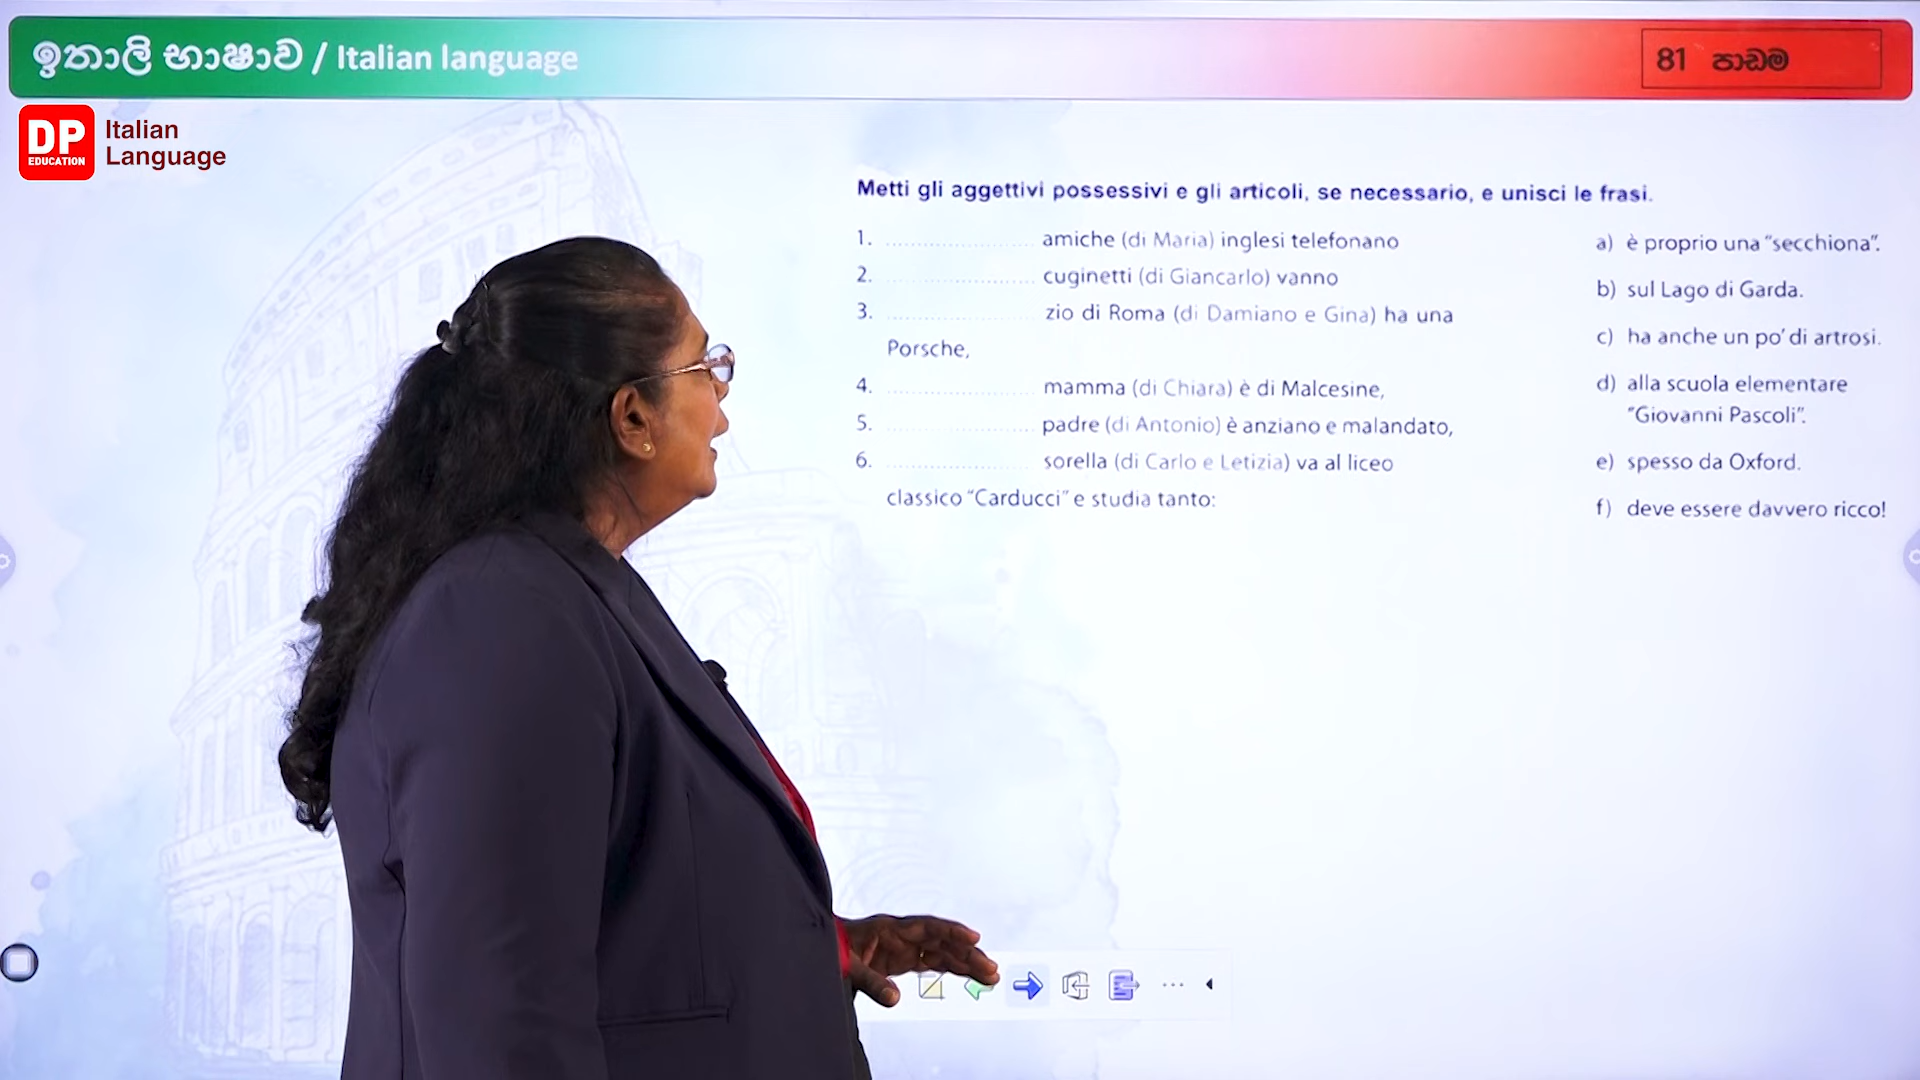 ඉතාලි භාෂාව / Italian language
81 පාඩම
DP
EDUCATION
Italian
Language
Metti gli aggettivi possessivi e gli articoli, se necessario, e unisci le frasi.
1. .................... amiche (di Maria) inglesi telefonano
2. .................... cuginetti (di Giancarlo) vanno
3. .................... zio di Roma (di Damiano e Gina) ha una
Porsche,
4. .................... mamma (di Chiara) è di Malcesine,
5. .................... padre (di Antonio) è anziano e malandato,
6. .................... sorella (di Carlo e Letizia) va al liceo
classico “Carducci” e studia tanto:
a) è proprio una “secchiona”.
b) sul Lago di Garda.
c) ha anche un po’ di artrosi.
d) alla scuola elementare
“Giovanni Pascoli”.
e) spesso da Oxford.
f) deve essere davvero ricco!